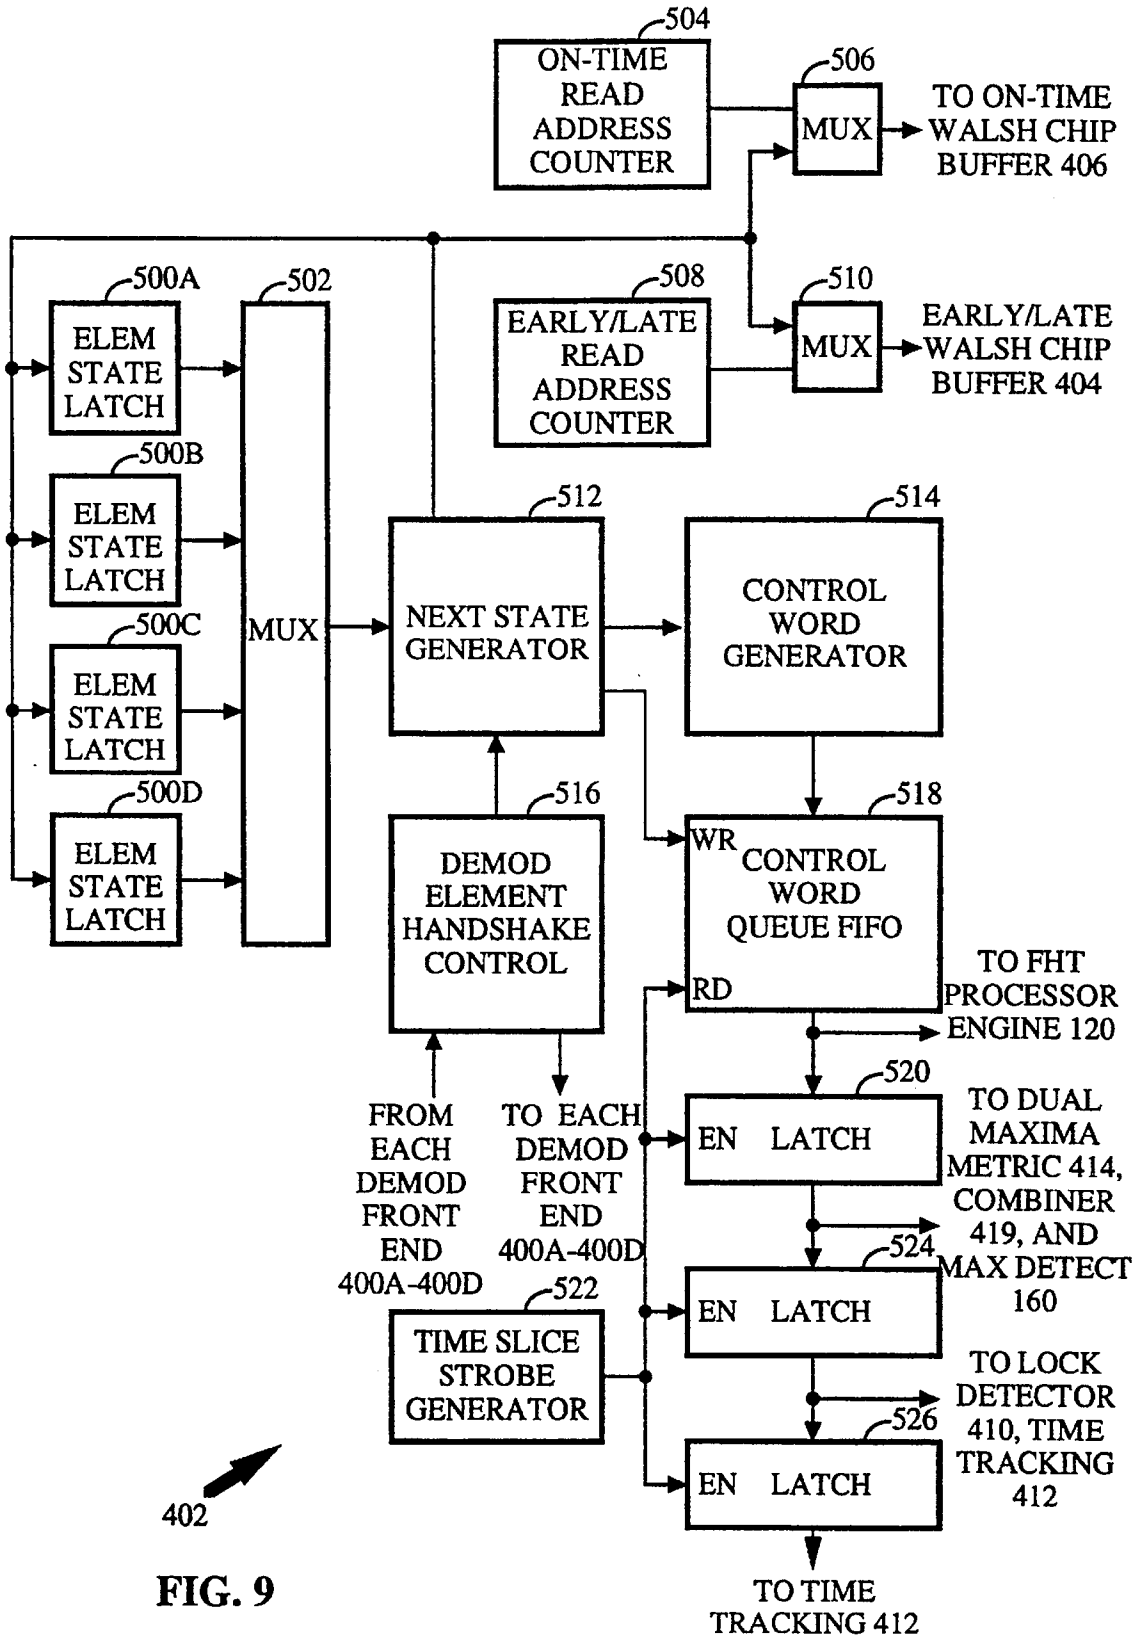 504
ON-TIME
READ
ADDRESS
COUNTER
506
MUX
TO ON-TIME
WALSH CHIP
BUFFER 406
500A
ELEM
STATE
LATCH
502
MUX
508
EARLY/LATE
READ
ADDRESS
COUNTER
510
MUX
EARLY/LATE
WALSH CHIP
BUFFER 404
500B
ELEM
STATE
LATCH
500C
ELEM
STATE
LATCH
500D
ELEM
STATE
LATCH
512
NEXT STATE
GENERATOR
514
CONTROL
WORD
GENERATOR
516
DEMOD
ELEMENT
HANDSHAKE
CONTROL
518
WR
CONTROL
WORD
QUEUE FIFO
RD
TO FHT
PROCESSOR
ENGINE 120
FROM
EACH
DEMOD
FRONT
END
400A-400D
TO EACH
DEMOD
FRONT
END
400A-400D
520
EN LATCH
TO DUAL
MAXIMA
METRIC 414,
COMBINER
419, AND
MAX DETECT
160
522
TIME SLICE
STROBE
GENERATOR
524
EN LATCH
TO LOCK
DETECTOR
410, TIME
TRACKING
412
526
EN LATCH
TO TIME
TRACKING 412
402
FIG. 9